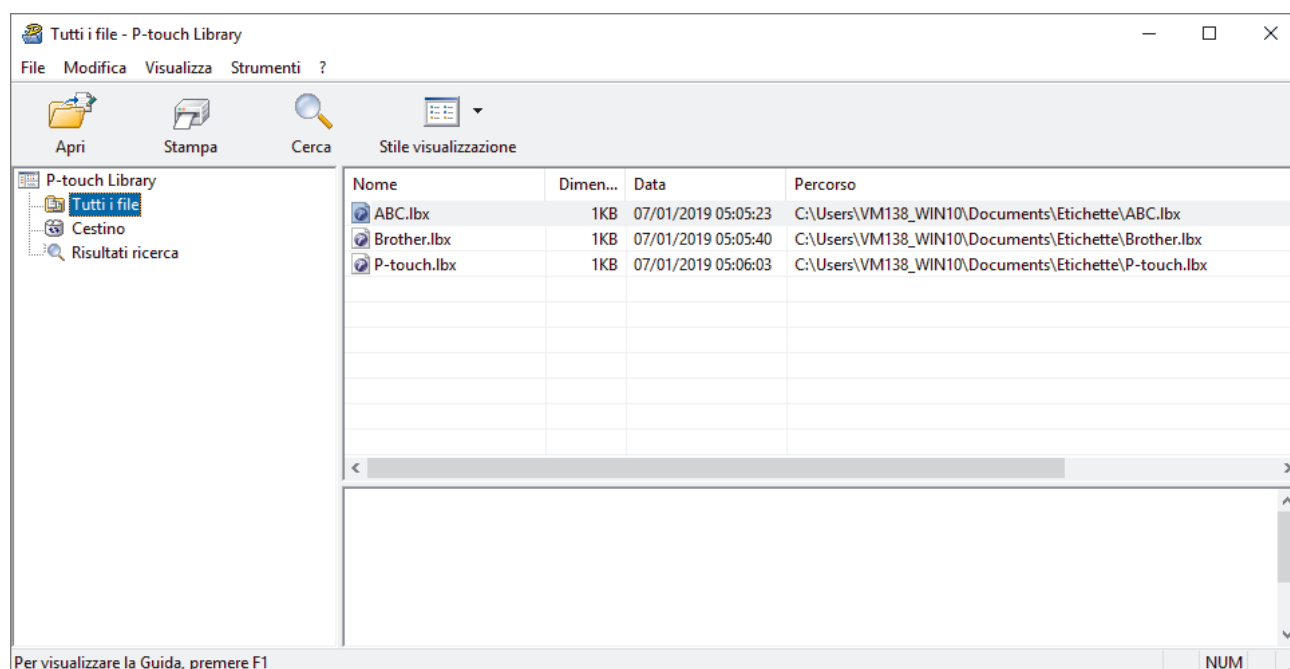 Tutti i file - P-touch Library
File Modifica Visualizza Strumenti ?
Apri Stampa Cerca Stile visualizzazione
P-touch Library
Tutti i file
Cestino
Risultati ricerca
Nome Dimen... Data Percorso
ABC.lbx 1KB 07/01/2019 05:05:23 C:\Users\VM138_WIN10\Documents\Etichette\ABC.lbx
Brother.lbx 1KB 07/01/2019 05:05:40 C:\Users\VM138_WIN10\Documents\Etichette\Brother.lbx
P-touch.lbx 1KB 07/01/2019 05:06:03 C:\Users\VM138_WIN10\Documents\Etichette\P-touch.lbx
Per visualizzare la Guida, premere F1 NUM